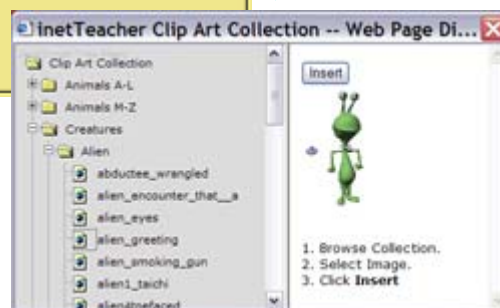 inetTeacher Clip Art Collection -- Web Page Di...
Clip Art Collection
Animals A-L
Animals M-Z
Creatures
Alien
abductee_wrangled
alien_encounter_that__a
alien_eyes
alien_greeting
alien_smoking_gun
alien1_taichi
Insert
1. Browse Collection.
2. Select Image.
3. Click Insert